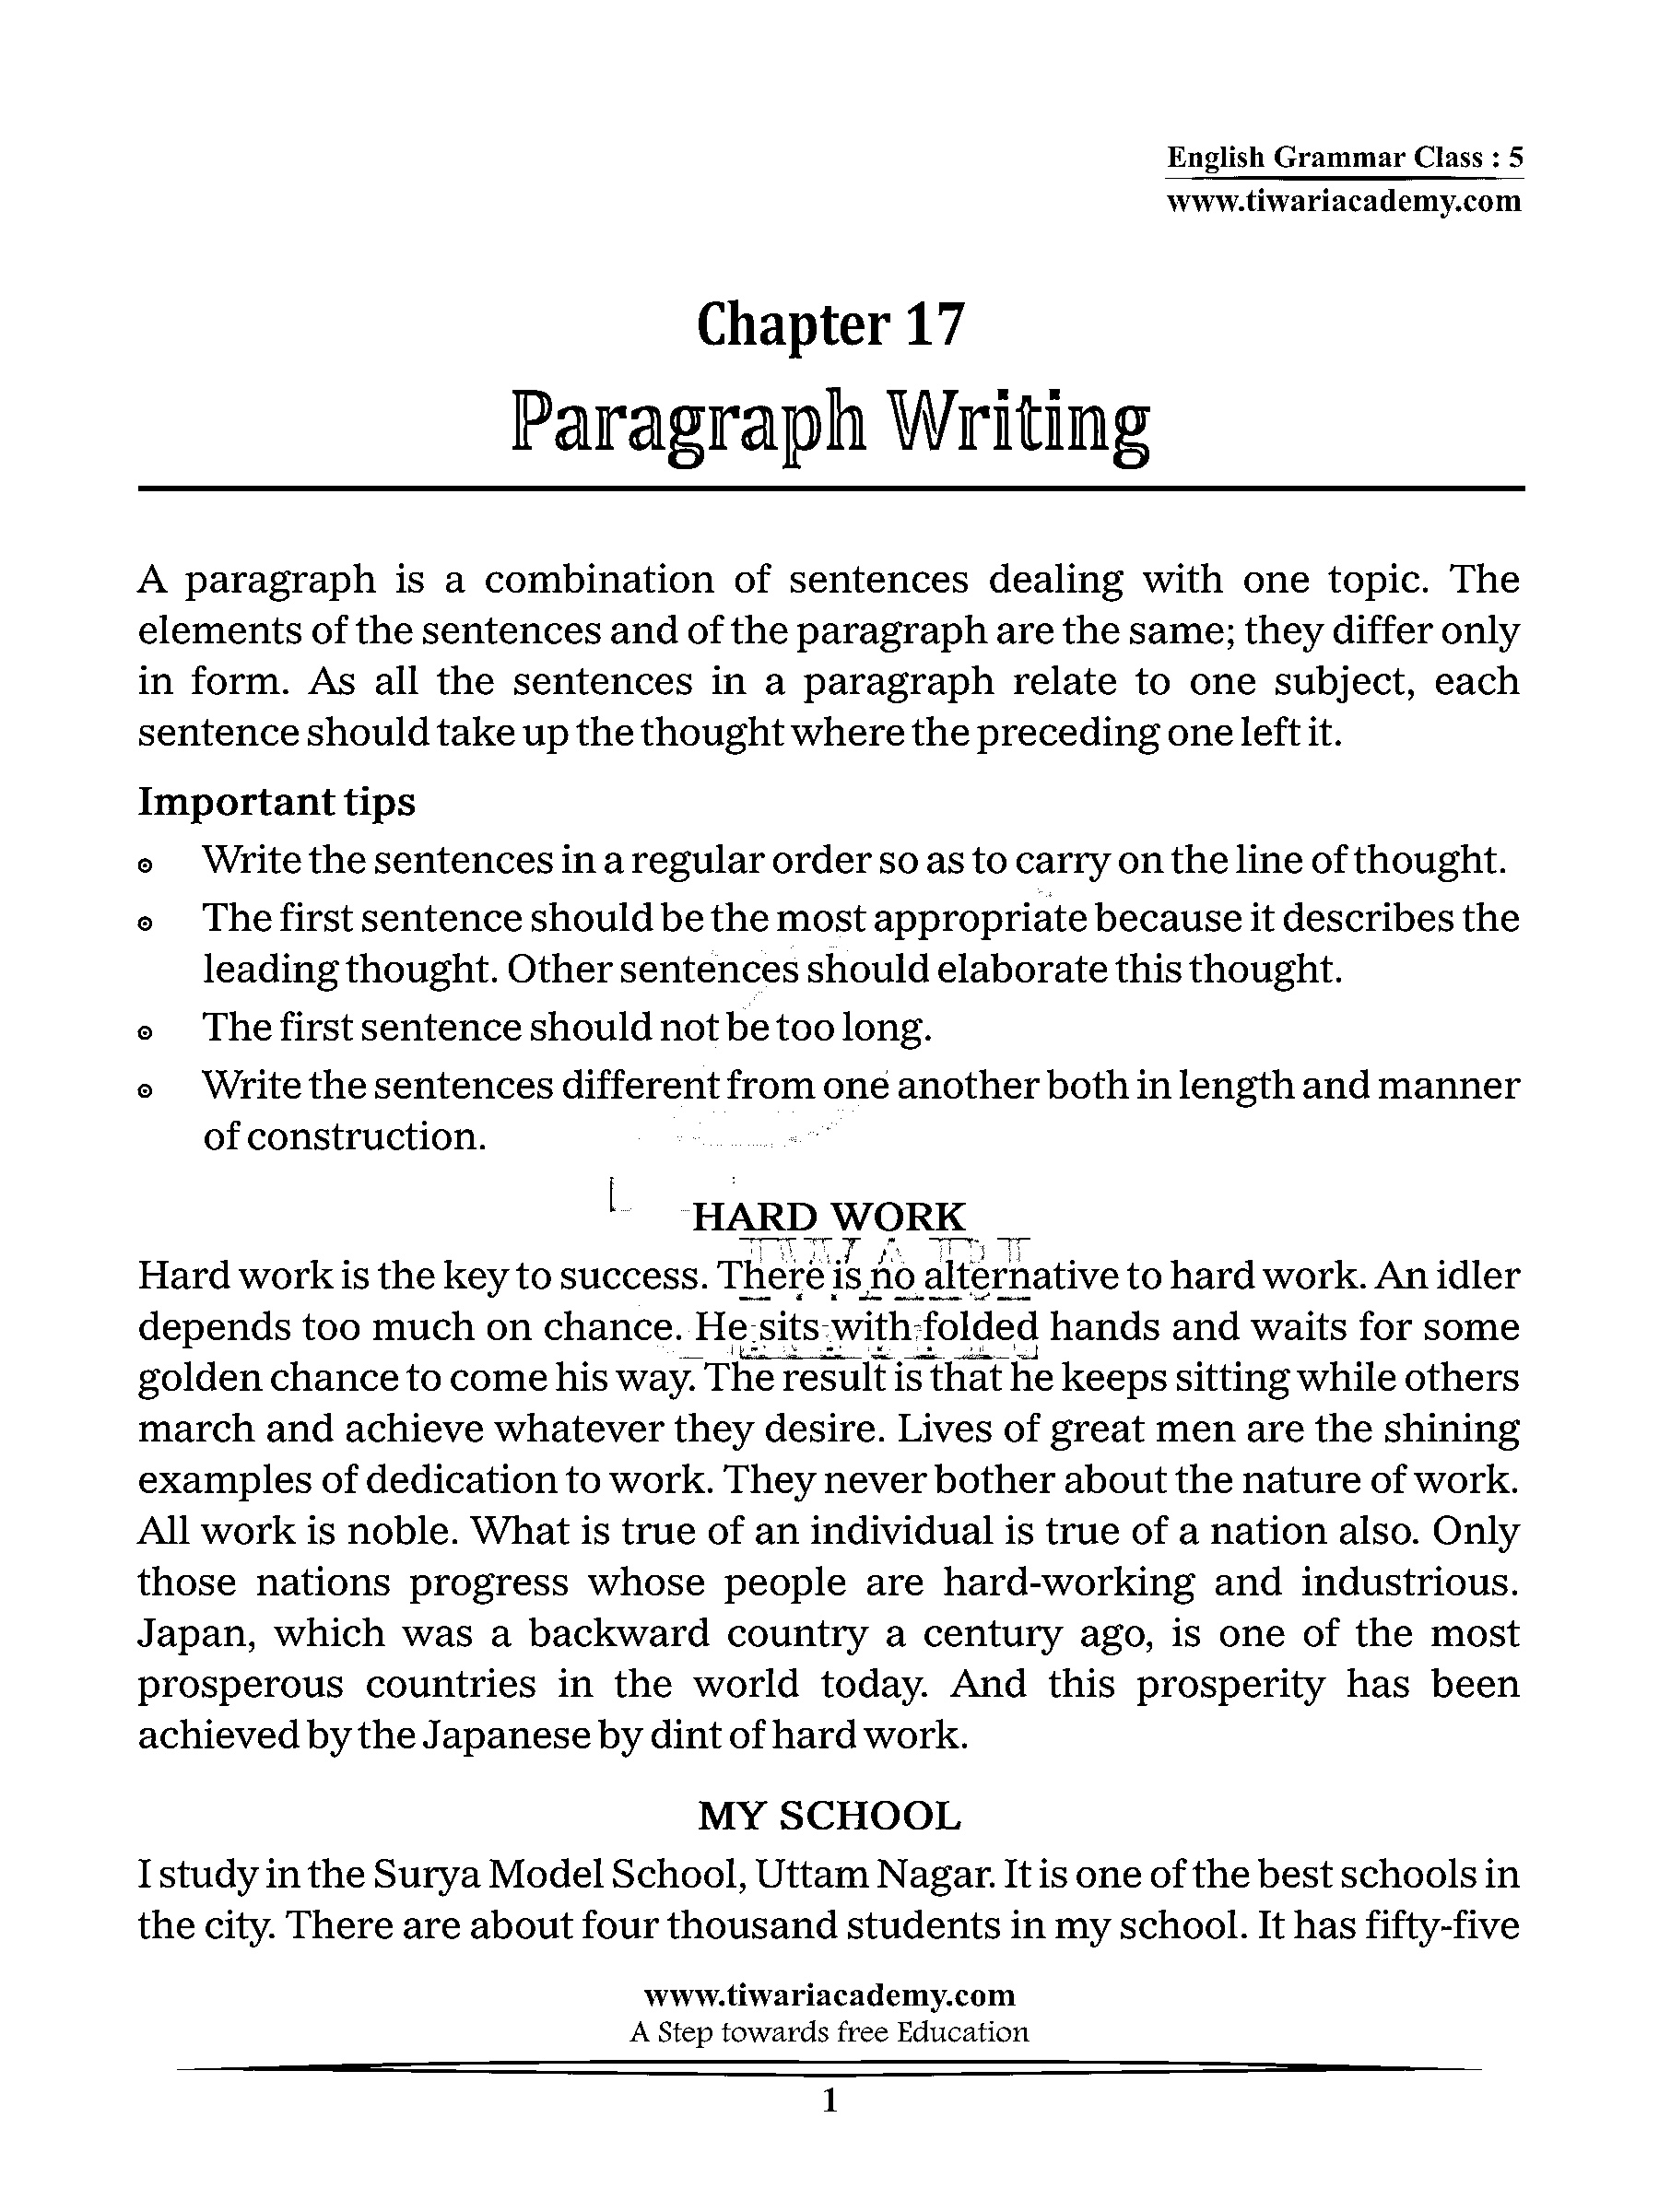 English Grammar Class : 5
www.tiwariacademy.com
Chapter 17
Paragraph Writing
A paragraph is a combination of sentences dealing with one topic. The
elements of the sentences and of the paragraph are the same; they differ only
in form. As all the sentences in a paragraph relate to one subject, each
sentence should take up the thought where the preceding one left it.
Important tips
Write the sentences in a regular order so as to carry on the line of thought.
The first sentence should be the most appropriate because it describes the
leading thought. Other sentences should elaborate this thought.
The first sentence should not be too long.
Write the sentences different from one another both in length and manner
of construction.
HARD WORK
Hard work is the key to success. There is no alternative to hard work. An idler
depends too much on chance. He sits with folded hands and waits for some
golden chance to come his way. The result is that he keeps sitting while others
march and achieve whatever they desire. Lives of great men are the shining
examples of dedication to work. They never bother about the nature of work.
All work is noble. What is true of an individual is true of a nation also. Only
those nations progress whose people are hard-working and industrious.
Japan, which was a backward country a century ago, is one of the most
prosperous countries in the world today. And this prosperity has been
achieved by the Japanese by dint of hard work.
MY SCHOOL
I study in the Surya Model School, Uttam Nagar. It is one of the best schools in
the city. There are about four thousand students in my school. It has fifty-five
www.tiwariacademy.com
A Step towards free Education
1